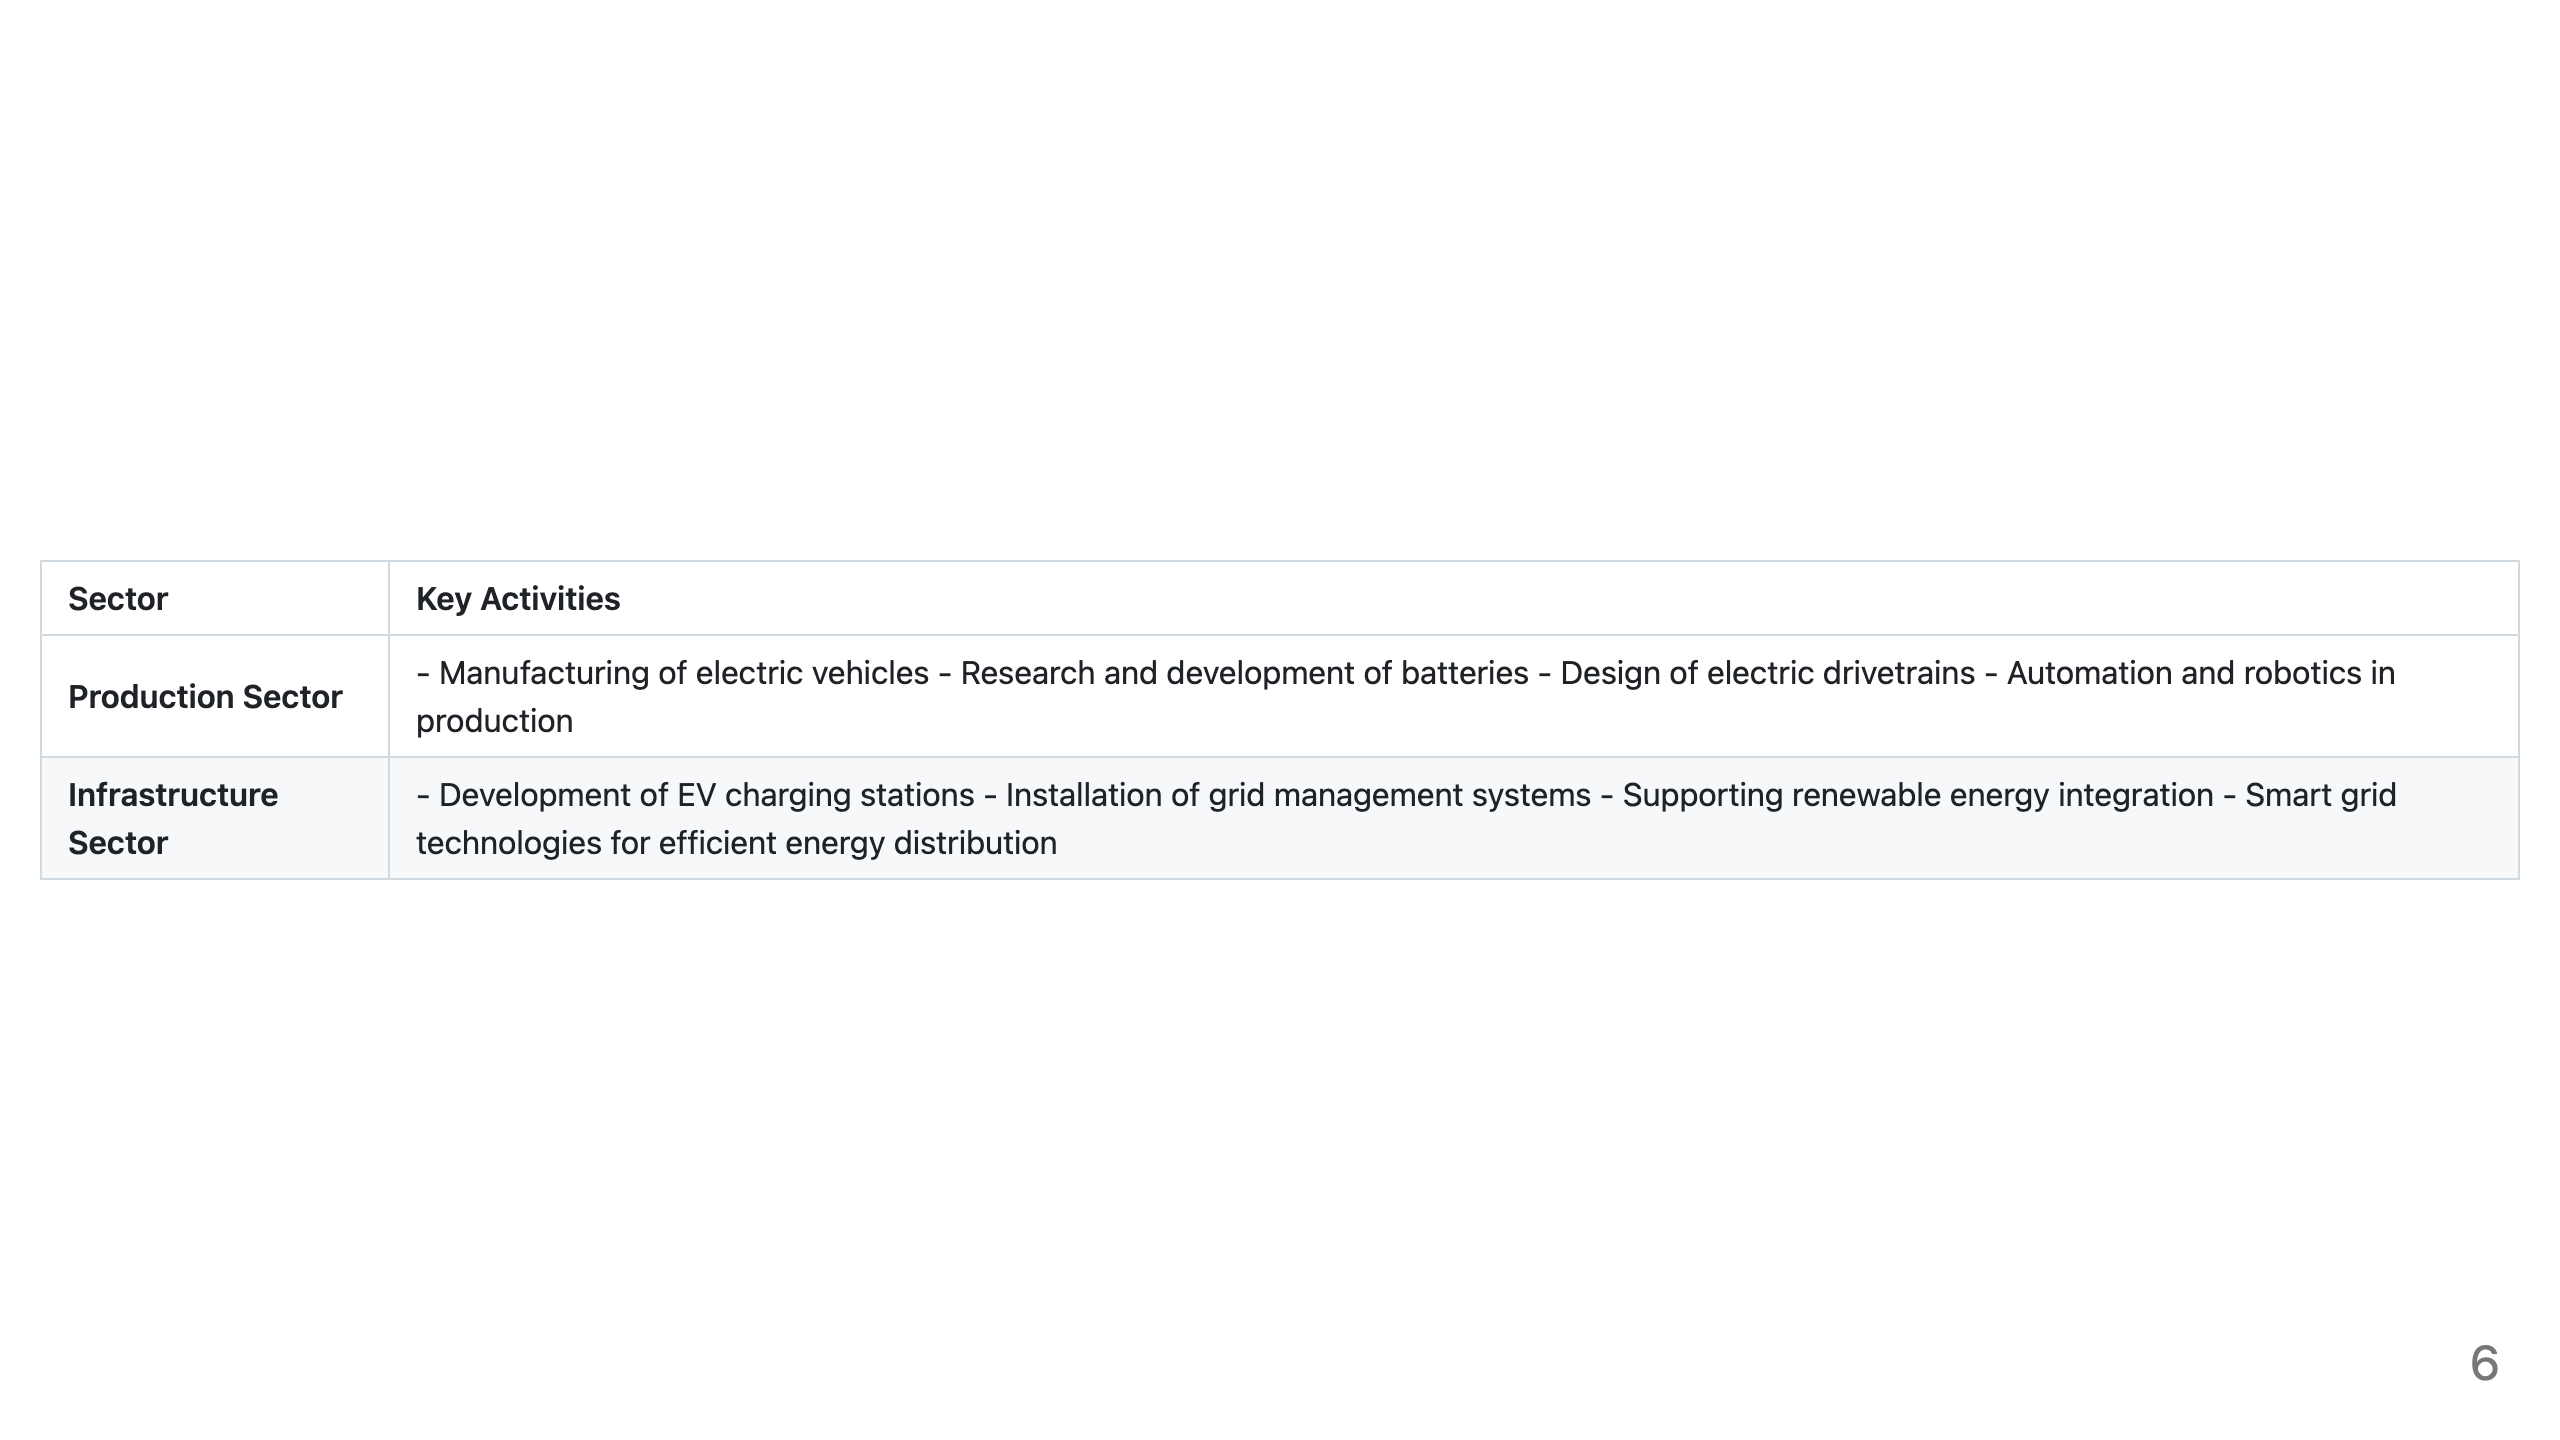 Sector
Key Activities
Production Sector
- Manufacturing of electric vehicles - Research and development of batteries - Design of electric drivetrains - Automation and robotics in
production
Infrastructure
Sector
- Development of EV charging stations - Installation of grid management systems - Supporting renewable energy integration - Smart grid
technologies for efficient energy distribution
6